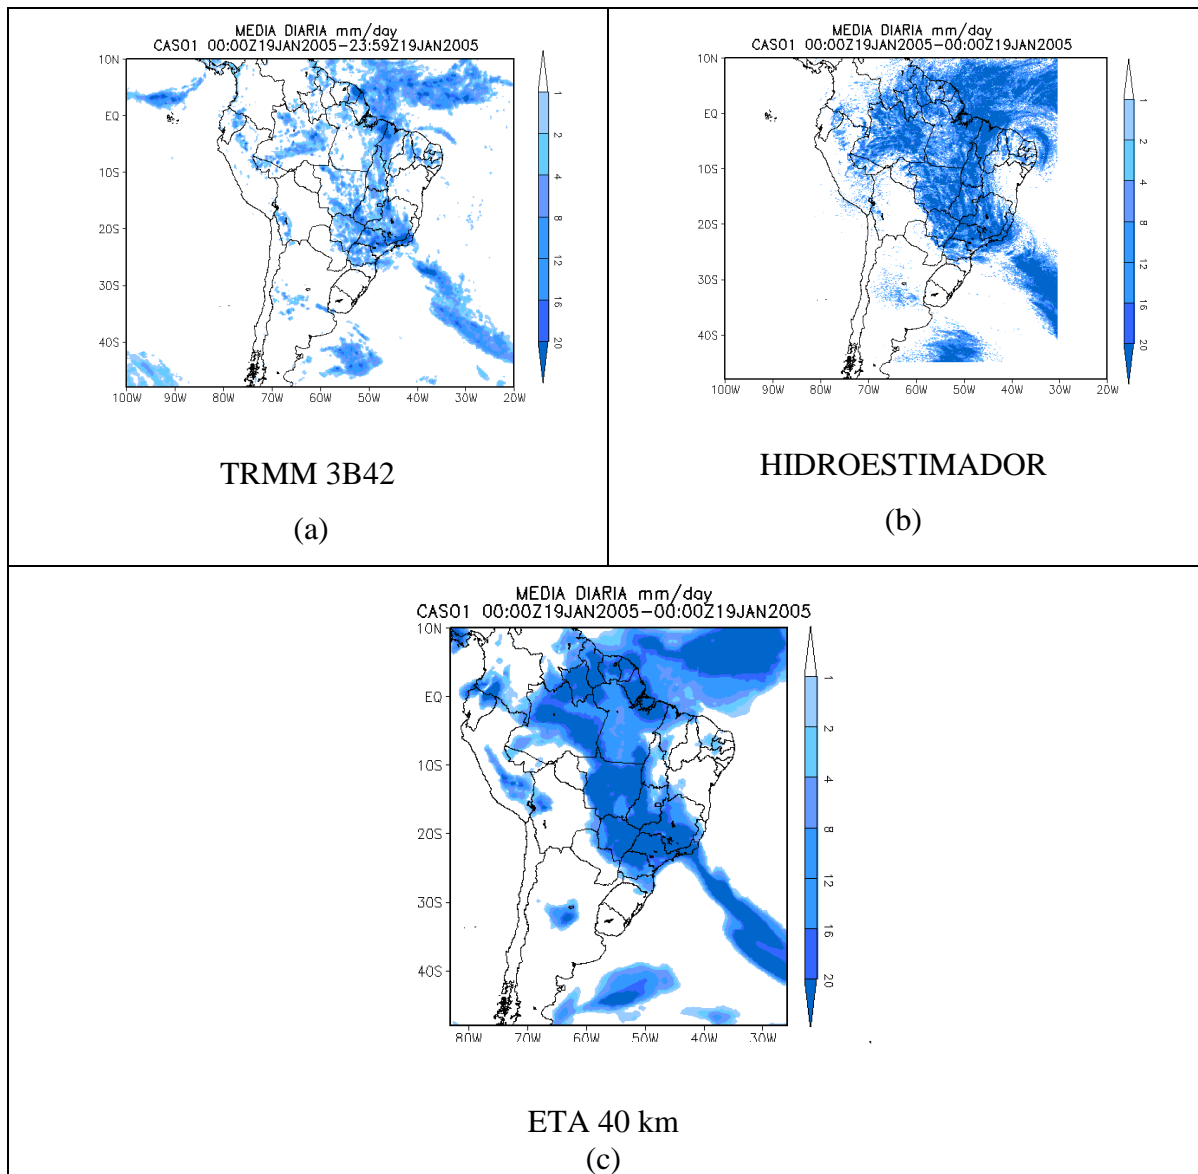 MEDIA DIARIA mm/day
CASO1 00:00Z19JAN2005-23:59Z19JAN2005
10N
EQ
10S
20S
30S
40S
100W 90W 80W 70W 60W 50W 40W 30W 20W
1
2
4
8
12
16
20
TRMM 3B42
(a)
MEDIA DIARIA mm/day
CASO1 00:00Z19JAN2005-00:00Z19JAN2005
10N
EQ
10S
20S
30S
40S
100W 90W 80W 70W 60W 50W 40W 30W 20W
1
2
4
8
12
16
20
HIDROESTIMADOR
(b)
MEDIA DIARIA mm/day
CASO1 00:00Z19JAN2005-00:00Z19JAN2005
10N
EQ
10S
20S
30S
40S
80W 70W 60W 50W 40W 30W
1
2
4
8
12
16
20
ETA 40 km
(c)